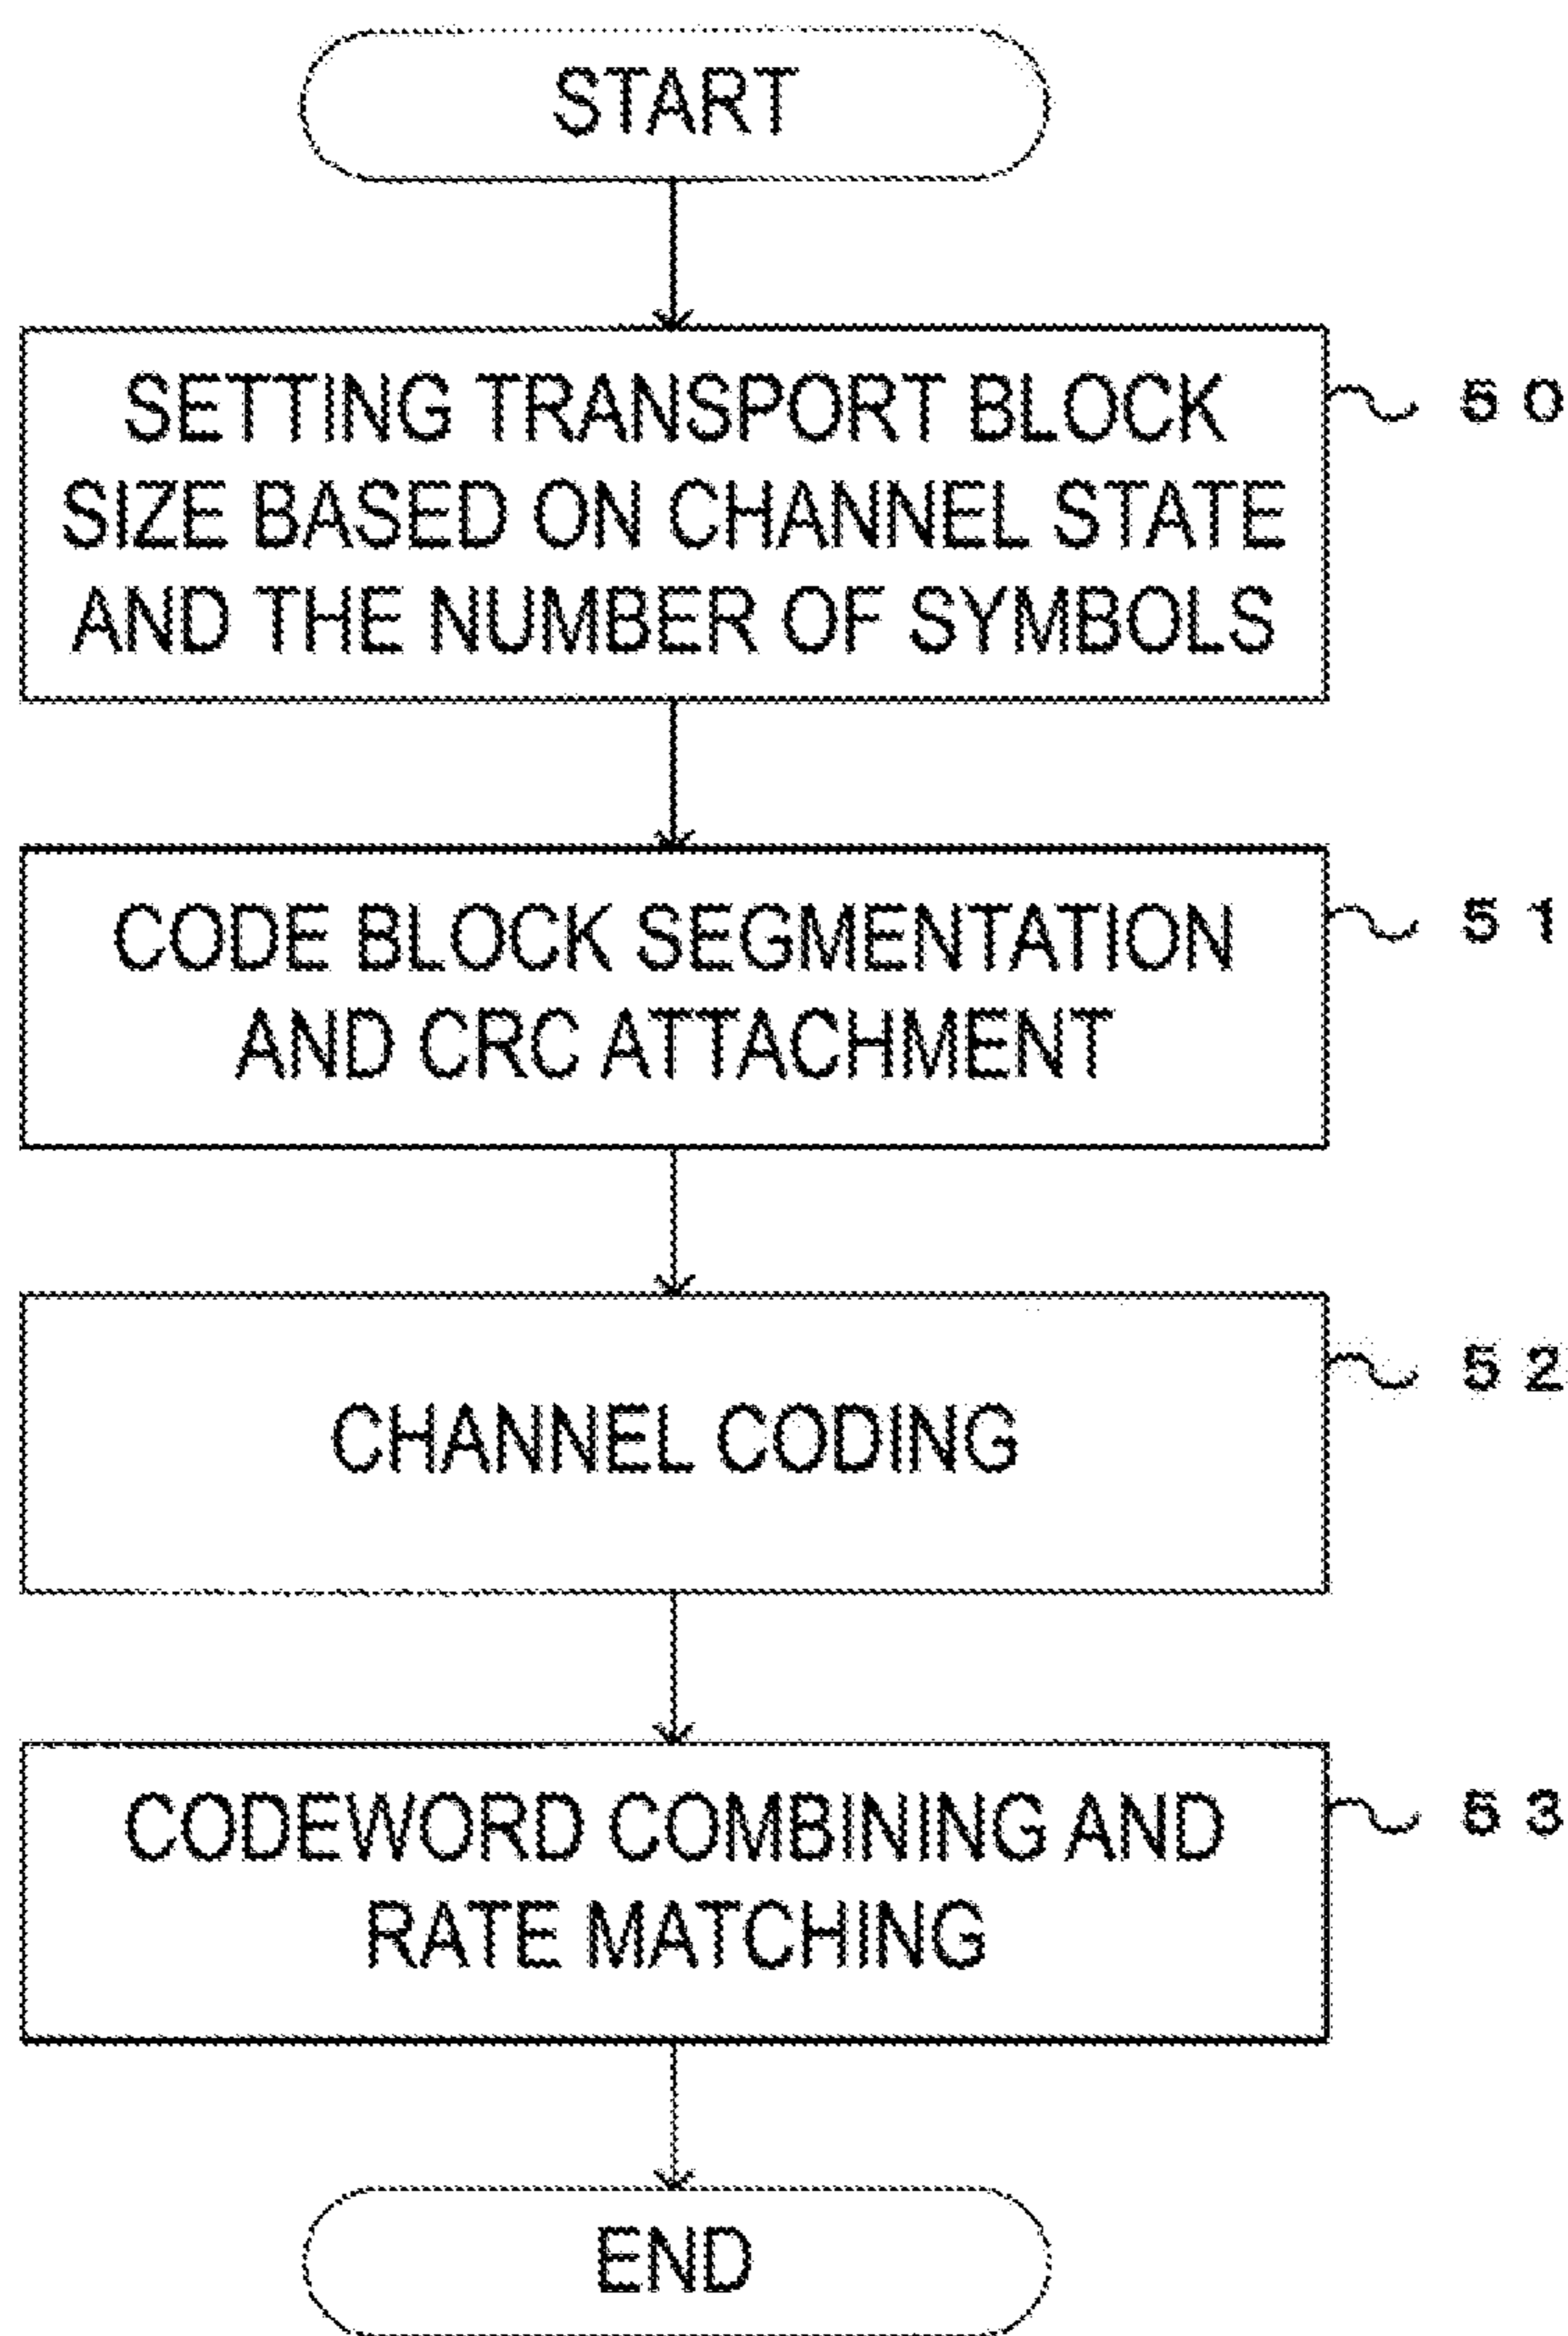 START
SETTING TRANSPORT BLOCK
SIZE BASED ON CHANNEL STATE
AND THE NUMBER OF SYMBOLS
50
CODE BLOCK SEGMENTATION
AND CRC ATTACHMENT
51
CHANNEL CODING
52
CODEWORD COMBINING AND
RATE MATCHING
53
END